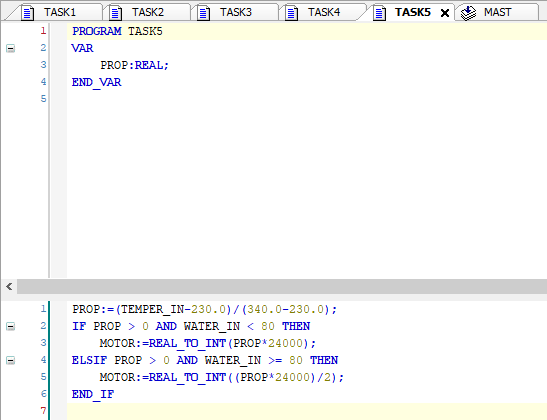 TASK1 TASK2 TASK3 TASK4 TASK5 MAST
1 PROGRAM TASK5
2 VAR
3 PROP:REAL;
4 END_VAR
5
1 PROP:=(TEMPER_IN-230.0)/(340.0-230.0);
2 IF PROP > 0 AND WATER_IN < 80 THEN
3 MOTOR:=REAL_TO_INT(PROP*24000);
4 ELSIF PROP > 0 AND WATER_IN >= 80 THEN
5 MOTOR:=REAL_TO_INT((PROP*24000)/2);
6 END_IF
7